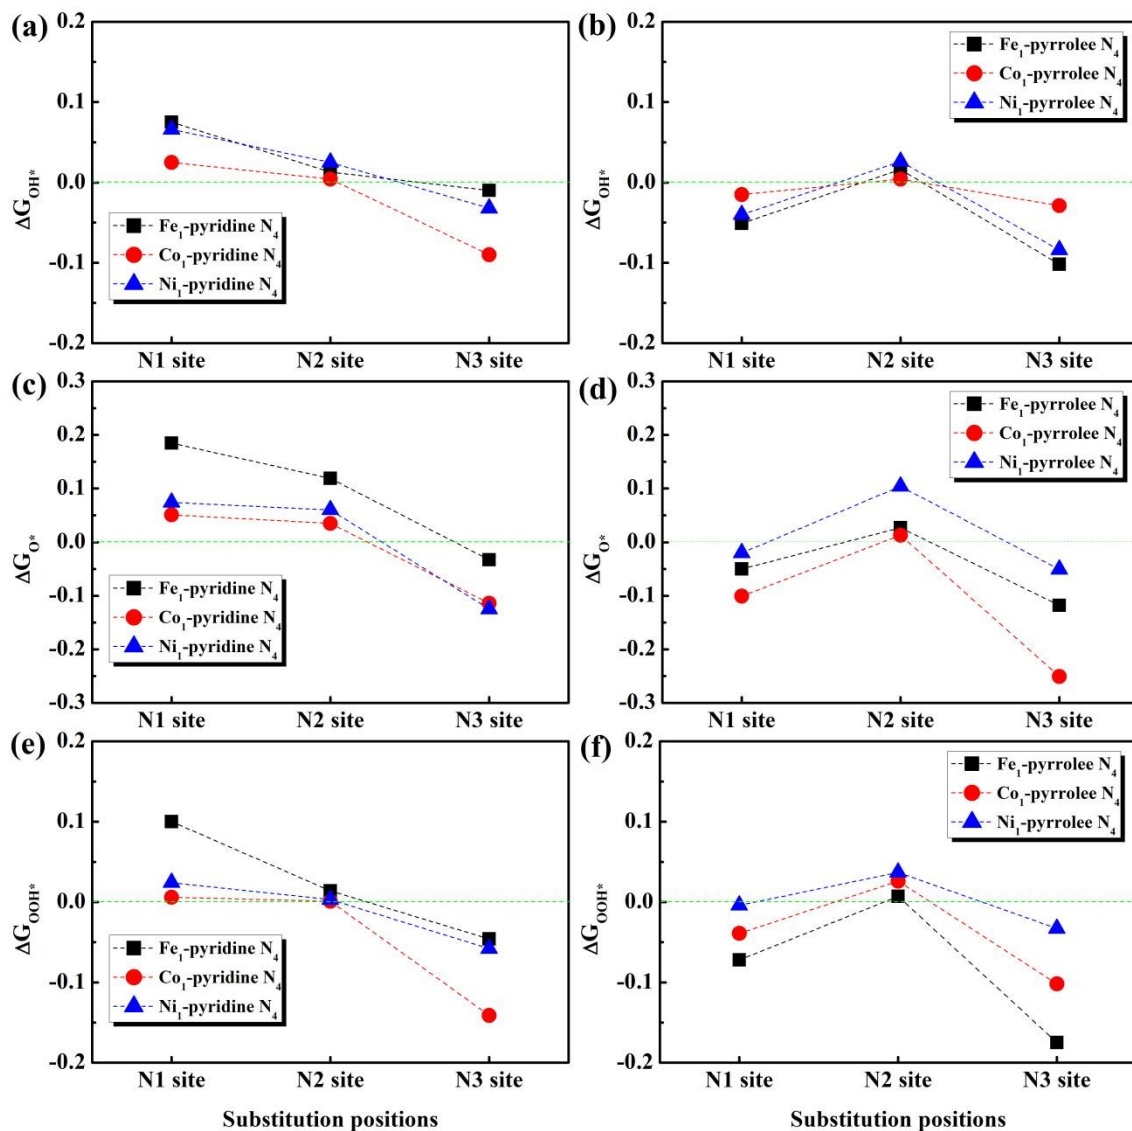 (a)
0.2
0.1
0.0
-0.1
-0.2
ΔG_OH*
Fe₁-pyridine N₄
Co₁-pyridine N₄
Ni₁-pyridine N₄
N1 site N2 site N3 site
(b)
0.2
0.1
0.0
-0.1
-0.2
ΔG_OH*
Fe₁-pyrrolee N₄
Co₁-pyrrolee N₄
Ni₁-pyrrolee N₄
N1 site N2 site N3 site
(c)
0.3
0.2
0.1
0.0
-0.1
-0.2
-0.3
ΔG_O*
Fe₁-pyridine N₄
Co₁-pyridine N₄
Ni₁-pyridine N₄
N1 site N2 site N3 site
(d)
0.3
0.2
0.1
0.0
-0.1
-0.2
-0.3
ΔG_O*
Fe₁-pyrrolee N₄
Co₁-pyrrolee N₄
Ni₁-pyrrolee N₄
N1 site N2 site N3 site
(e)
0.2
0.1
0.0
-0.1
-0.2
ΔG_OOH*
Fe₁-pyridine N₄
Co₁-pyridine N₄
Ni₁-pyridine N₄
N1 site N2 site N3 site
Substitution positions
(f)
0.2
0.1
0.0
-0.1
-0.2
ΔG_OOH*
Fe₁-pyrrolee N₄
Co₁-pyrrolee N₄
Ni₁-pyrrolee N₄
N1 site N2 site N3 site
Substitution positions